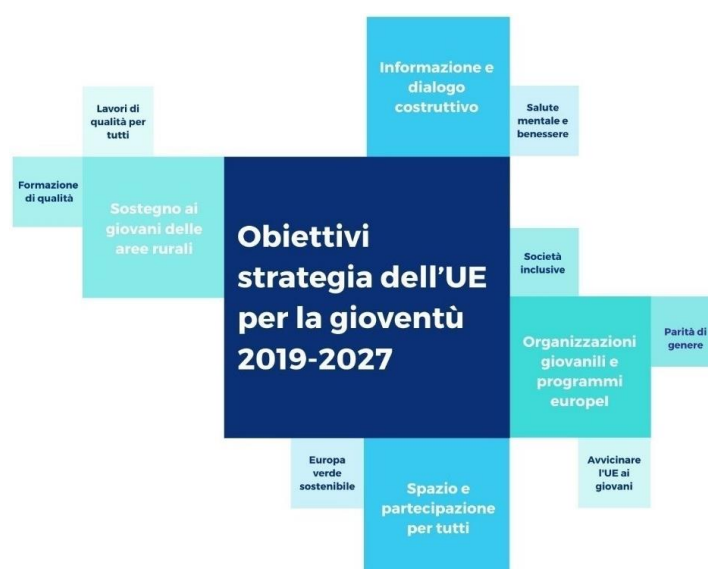 Informazione e
dialogo
costruttivo
Lavori di
qualità per
tutti
Salute
mentale e
benessere
Formazione
di qualità
Sostegno ai
giovani delle
aree rurali
Obiettivi
strategia dell'UE
per la gioventù
2019-2027
Società
inclusive
Organizzazioni
giovanili e
programmi
europeI
Parità di
genere
Europa
verde
sostenibile
Spazio e
partecipazione
per tutti
Avvicinare
l'UE ai
giovani